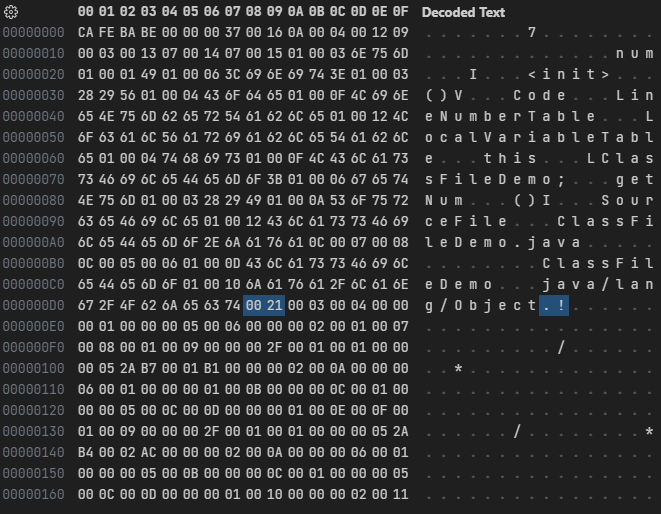 00 01 02 03 04 05 06 07 08 09 0A 0B 0C 0D 0E 0F Decoded Text
00000000 CA FE BA BE 00 00 00 37 00 16 0A 00 04 00 12 09 .......7........
00000010 00 03 00 13 07 00 14 07 00 15 01 00 03 6E 75 6D .............num
00000020 01 00 01 49 01 00 06 3C 69 6E 69 74 3E 01 00 03 ...I...<init>...
00000030 28 29 56 01 00 04 43 6F 64 65 01 00 0F 4C 69 6E ()V...Code...Lin
00000040 65 4E 75 6D 62 65 72 54 61 62 6C 65 01 00 12 4C eNumberTable...L
00000050 6F 63 61 6C 56 61 72 69 61 62 6C 65 54 61 62 6C ocalVariableTabl
00000060 65 01 00 04 74 68 69 73 01 00 0F 4C 43 6C 61 73 e...this...LClas
00000070 73 46 69 6C 65 44 65 6D 6F 3B 01 00 06 67 65 74 sFileDemo;...get
00000080 4E 75 6D 01 00 03 28 29 49 01 00 0A 53 6F 75 72 Num...()I...Sour
00000090 63 65 46 69 6C 65 01 00 12 43 6C 61 73 73 46 69 ceFile...ClassFi
000000A0 6C 65 44 65 6D 6F 2E 6A 61 76 61 0C 00 07 00 08 leDemo.java.....
000000B0 0C 00 05 00 06 01 00 0D 43 6C 61 73 73 46 69 6C ........ClassFil
000000C0 65 44 65 6D 6F 01 00 10 6A 61 76 61 2F 6C 61 6E eDemo...java/lan
000000D0 67 2F 4F 62 6A 65 63 74 00 21 00 03 00 04 00 00 g/Object.!......
000000E0 00 01 00 00 00 05 00 06 00 00 00 02 00 01 00 07 ................
000000F0 00 08 00 01 00 09 00 00 00 2F 00 01 00 01 00 00 ........./......
00000100 00 05 2A B7 00 01 B1 00 00 00 02 00 0A 00 00 00 ..*.............
00000110 06 00 01 00 00 00 01 00 0B 00 00 00 0C 00 01 00 ................
00000120 00 00 05 00 0C 00 0D 00 00 00 01 00 0E 00 0F 00 ................
00000130 01 00 09 00 00 00 2F 00 01 00 01 00 00 00 05 2A ....../........*
00000140 B4 00 02 AC 00 00 00 02 00 0A 00 00 00 06 00 01 ................
00000150 00 00 00 05 00 0B 00 00 00 0C 00 01 00 00 00 05 ................
00000160 00 0C 00 0D 00 00 00 01 00 10 00 00 00 02 00 11 ................